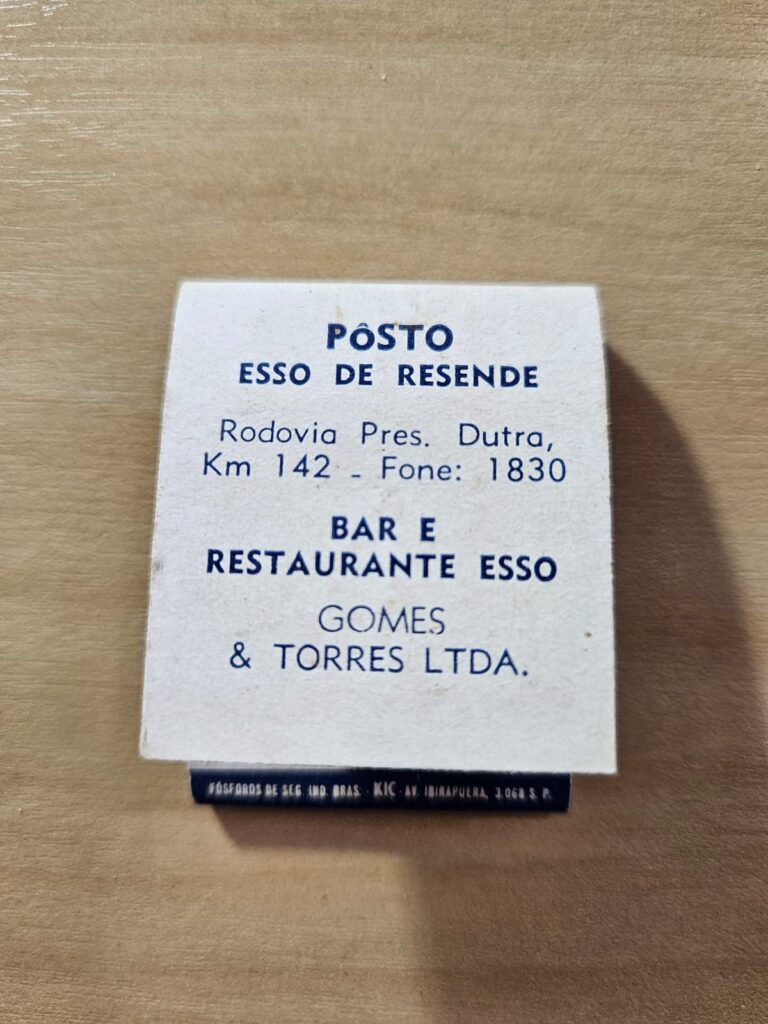 PôSTO
ESSO DE RESENDE
Rodovia Pres. Dutra,
Km 142 - Fone: 1830
BAR E
RESTAURANTE ESSO
GOMES
& TORRES LTDA.
FÓSFOROS DE SEG. IND. BRAS. - KIC - AV. IBIRAPUERA, 3.068 S. P.